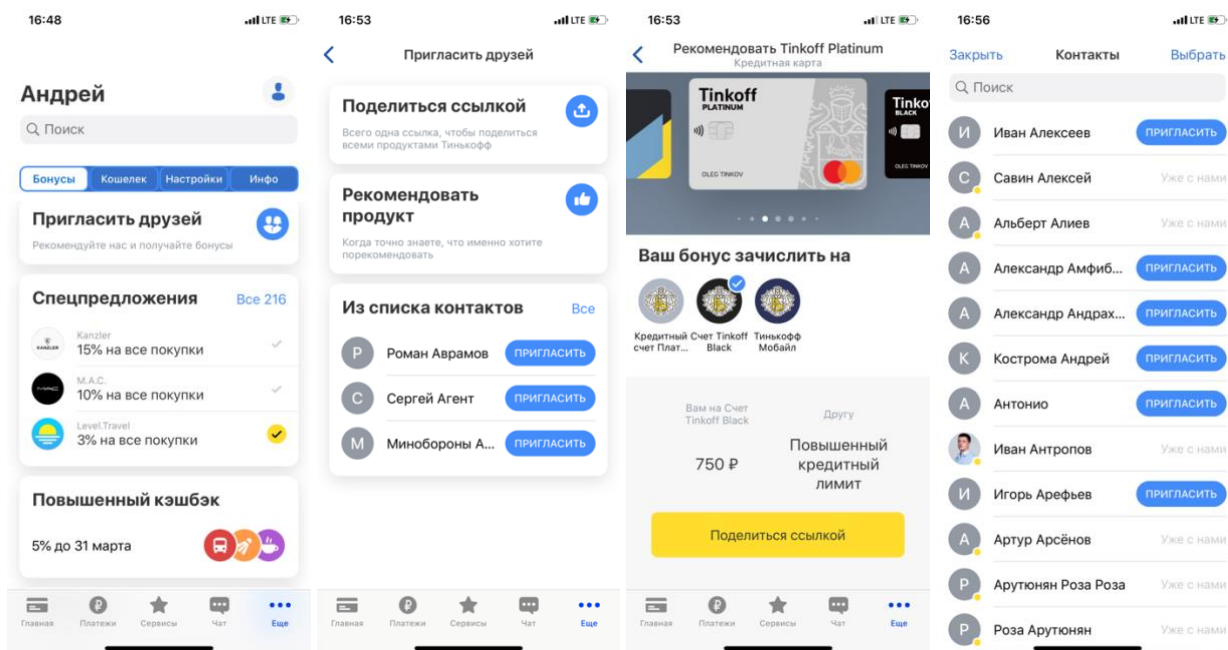 16:48
LTE
Андрей
Поиск
Бонусы Кошелек Настройки Инфо
Пригласить друзей
Рекомендуйте нас и получайте бонусы
Спецпредложения Все 216
KANZLER
Kanzler
15% на все покупки
MAC
M.A.C.
10% на все покупки
Level.Travel
3% на все покупки
Повышенный кэшбэк
5% до 31 марта
Главная Платежи Сервисы Чат Еще
16:53
LTE
Пригласить друзей
Поделиться ссылкой
Всего одна ссылка, чтобы поделиться
всеми продуктами Тинькофф
Рекомендовать
продукт
Когда точно знаете, что именно хотите
порекомендовать
Из списка контактов Все
Р Роман Аврамов ПРИГЛАСИТЬ
С Сергей Агент ПРИГЛАСИТЬ
М Минобороны А... ПРИГЛАСИТЬ
Главная Платежи Сервисы Чат Еще
16:53
LTE
Рекомендовать Tinkoff Platinum
Кредитная карта
Tinkoff
PLATINUM
OLEG TINKOV
Tinko
BLACK
OLEG TINKOV
Ваш бонус зачислить на
Кредитный Счет Tinkoff Тинькофф
счет Плат... Black Мобайл
Вам на Счет
Tinkoff Black
750 ₽
Другу
Повышенный
кредитный
лимит
Поделиться ссылкой
Главная Платежи Сервисы Чат Еще
16:56
LTE
Закрыть Контакты Выбрать
Поиск
И Иван Алексеев ПРИГЛАСИТЬ
С Савин Алексей Уже с нами
А Альберт Алиев Уже с нами
А Александр Амфиб... ПРИГЛАСИТЬ
А Александр Андрах... ПРИГЛАСИТЬ
К Кострома Андрей ПРИГЛАСИТЬ
А Антонио ПРИГЛАСИТЬ
Иван Антропов Уже с нами
И Игорь Арефьев ПРИГЛАСИТЬ
А Артур Арсёнов Уже с нами
Р Арутюнян Роза Роза Уже с нами
Р Роза Арутюнян Уже с нами